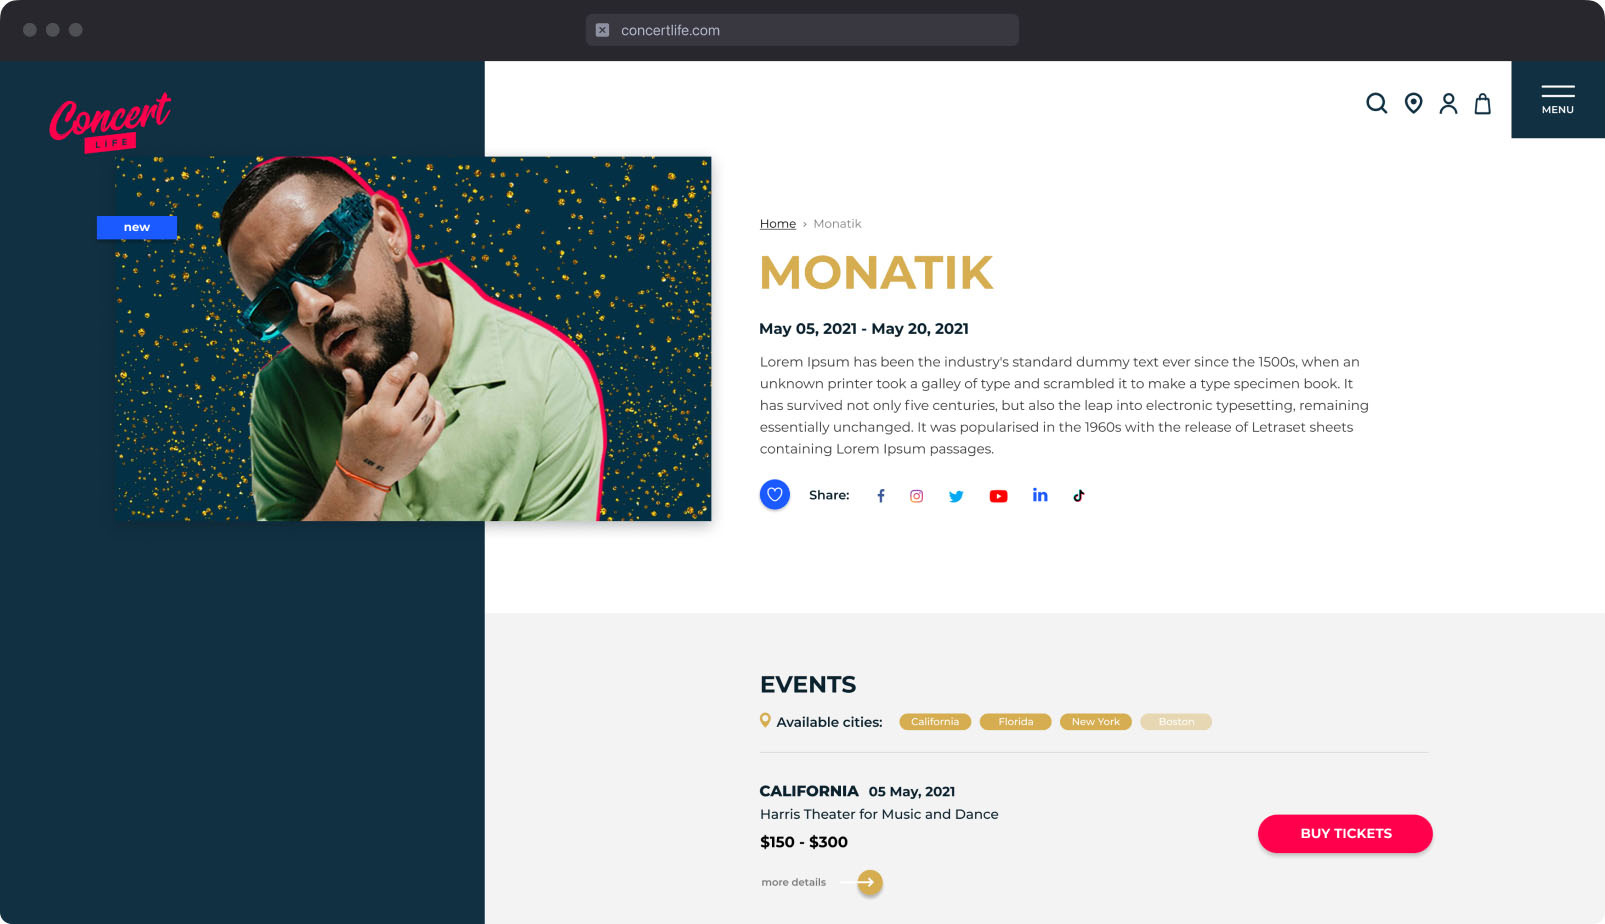 concertlife.com
Concert
LIFE
MENU
new
Home › Monatik
MONATIK
May 05, 2021 - May 20, 2021
Lorem Ipsum has been the industry's standard dummy text ever since the 1500s, when an
unknown printer took a galley of type and scrambled it to make a type specimen book. It
has survived not only five centuries, but also the leap into electronic typesetting, remaining
essentially unchanged. It was popularised in the 1960s with the release of Letraset sheets
containing Lorem Ipsum passages.
Share:
EVENTS
Available cities: California Florida New York Boston
CALIFORNIA 05 May, 2021
Harris Theater for Music and Dance
$150 - $300
BUY TICKETS
more details